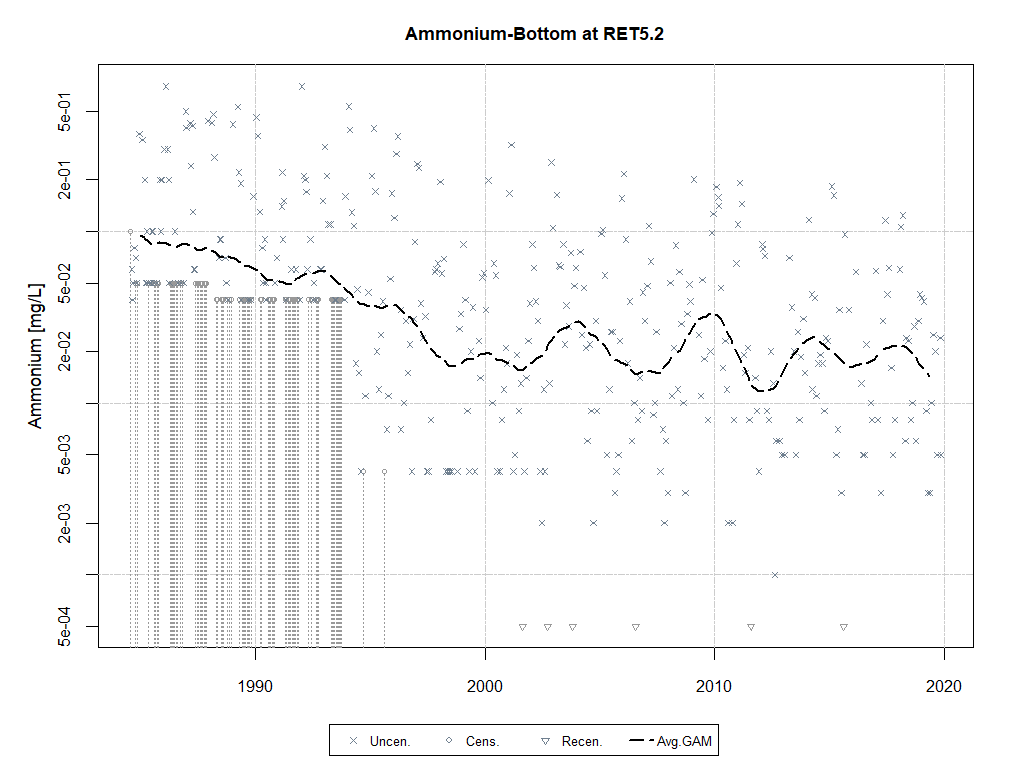 Ammonium-Bottom at RET5.2
Ammonium [mg/L]
5e-01
2e-01
5e-02
2e-02
5e-03
2e-03
5e-04
1990 2000 2010 2020
Uncen. Cens. Recen. Avg.GAM